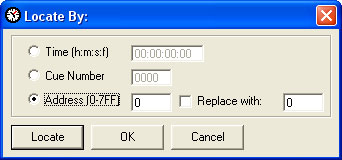 Locate By:
Time (h:m:s:f) 00:00:00:00
Cue Number 0000
Address (0-7FF) 0 Replace with: 0
Locate OK Cancel